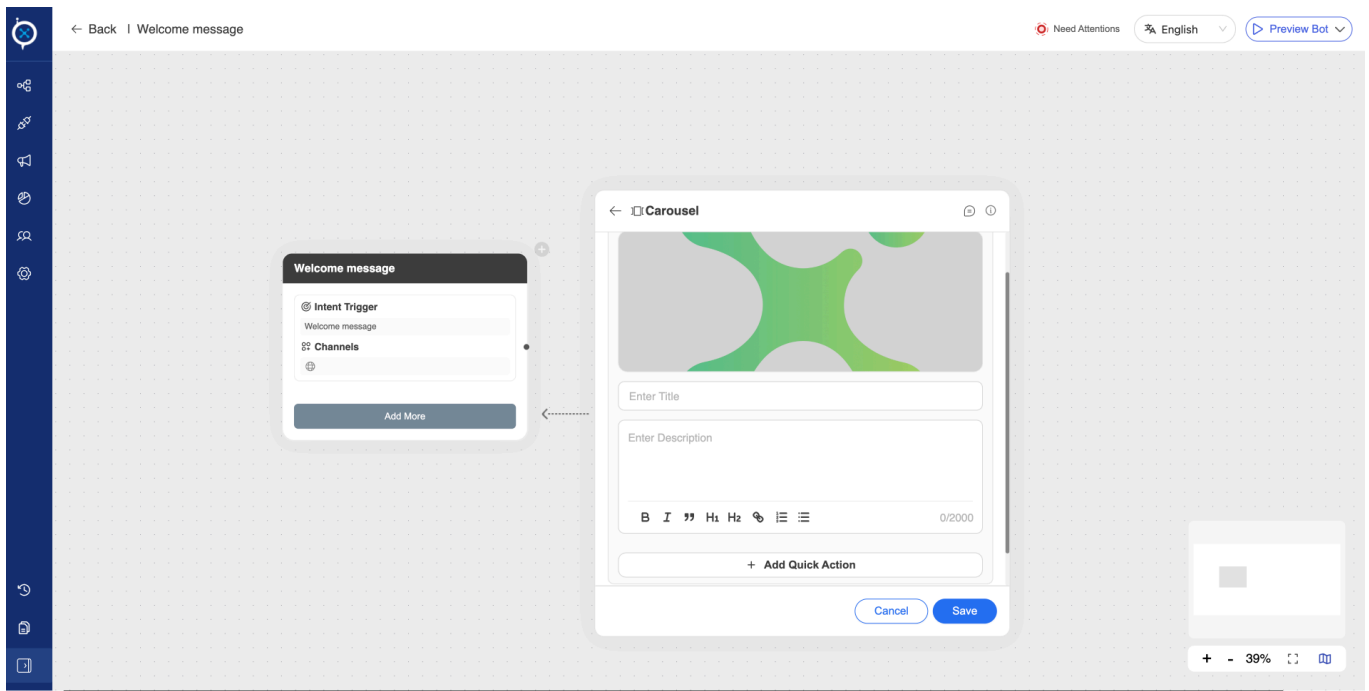 ← Back | Welcome message
Need Attentions
English
Preview Bot
Carousel
Welcome message
Intent Trigger
Welcome message
Channels
Add More
Enter Title
Enter Description
B I ❞ H1 H2
0/2000
+ Add Quick Action
Cancel
Save
+ - 39%